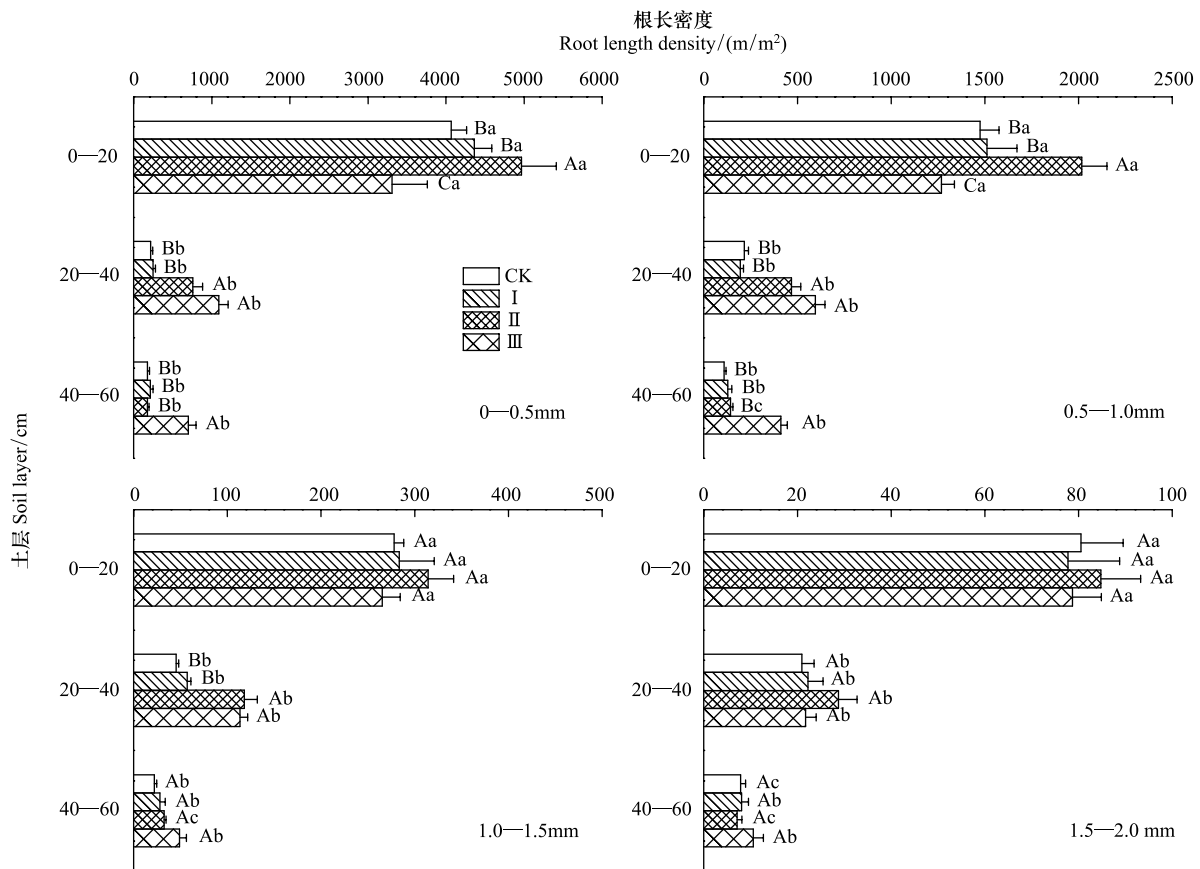 根长密度
Root length density/(m/m²)
0 1000 2000 3000 4000 5000 6000
0—20
Ba
Ba
Aa
Ca
20—40
Bb
Bb
Ab
Ab
CK
Ⅰ
Ⅱ
Ⅲ
40—60
Bb
Bb
Bb
Ab
0—0.5mm
0 500 1000 1500 2000 2500
0—20
Ba
Ba
Aa
Ca
20—40
Bb
Bb
Ab
Ab
40—60
Bb
Bb
Bc
Ab
0.5—1.0mm
土层 Soil layer/cm
0 100 200 300 400 500
0—20
Aa
Aa
Aa
Aa
20—40
Bb
Bb
Ab
Ab
40—60
Ab
Ab
Ac
Ab
1.0—1.5mm
0 20 40 60 80 100
0—20
Aa
Aa
Aa
Aa
20—40
Ab
Ab
Ab
Ab
40—60
Ac
Ab
Ac
Ab
1.5—2.0 mm